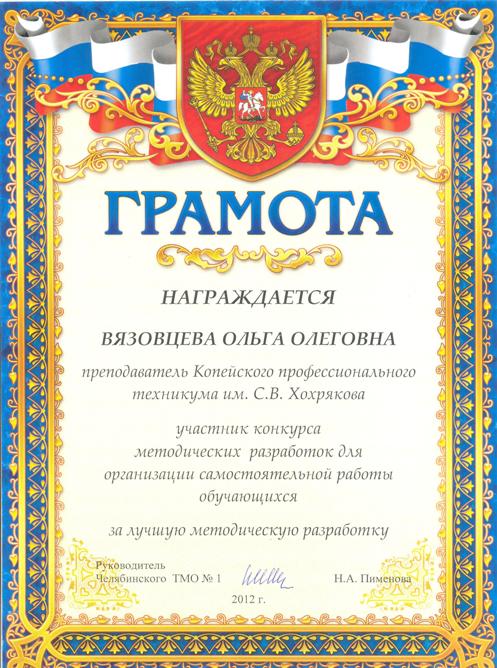 ГРАМОТА
НАГРАЖДАЕТСЯ
ВЯЗОВЦЕВА ОЛЬГА ОЛЕГОВНА
преподаватель Копейского профессионального
техникума им. С.В. Хохрякова
участник конкурса
методических разработок для
организации самостоятельной работы
обучающихся
за лучшую методическую разработку
Руководитель
Челябинского ТМО № 1 Н.А. Пименова
2012 г.